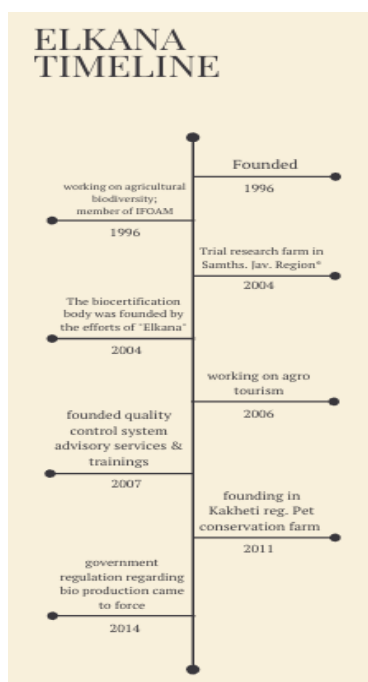 ELKANA
TIMELINE
Founded
1996
working on agricultural
biodiversity;
member of IFOAM
1996
Trial research farm in
Samths. Jav. Region*
2004
The biocertification
body was founded by
the efforts of "Elkana"
2004
working on agro
tourism
2006
founded quality
control system
advisory services &
trainings
2007
founding in
Kakheti reg. Pet
conservation farm
2011
government
regulation regarding
bio production came
to force
2014